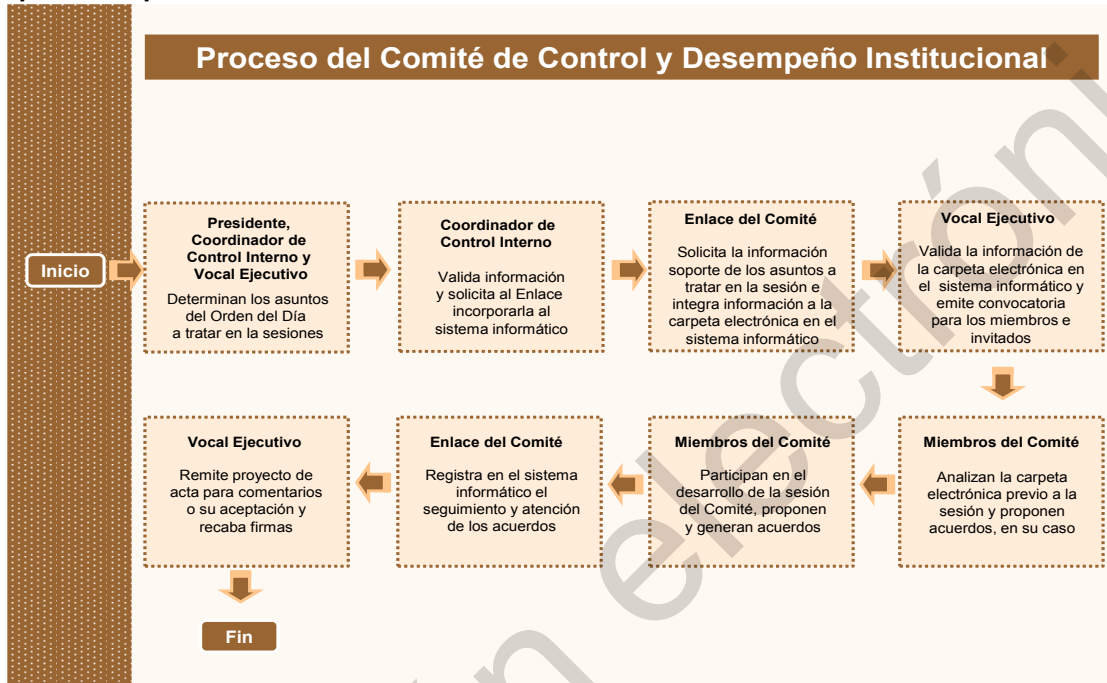 Proceso del Comité de Control y Desempeño Institucional
Inicio
Presidente,
Coordinador de
Control Interno y
Vocal Ejecutivo
Determinan los asuntos
del Orden del Día
a tratar en la sesiones
Coordinador de
Control Interno
Valida información
y solicita al Enlace
incorporarla al
sistema informático
Enlace del Comité
Solicita la información
soporte de los asuntos a
tratar en la sesión e
integra información a la
carpeta electrónica en el
sistema informático
Vocal Ejecutivo
Valida la información de
la carpeta electrónica en
el sistema informático y
emite convocatoria
para los miembros e
invitados
Miembros del Comité
Analizan la carpeta
electrónica previo a la
sesión y proponen
acuerdos, en su caso
Miembros del Comité
Participan en el
desarrollo de la sesión
del Comité, proponen
y generan acuerdos
Enlace del Comité
Registra en el sistema
informático el
seguimiento y atención
de los acuerdos
Vocal Ejecutivo
Remite proyecto de
acta para comentarios
o su aceptación y
recaba firmas
Fin